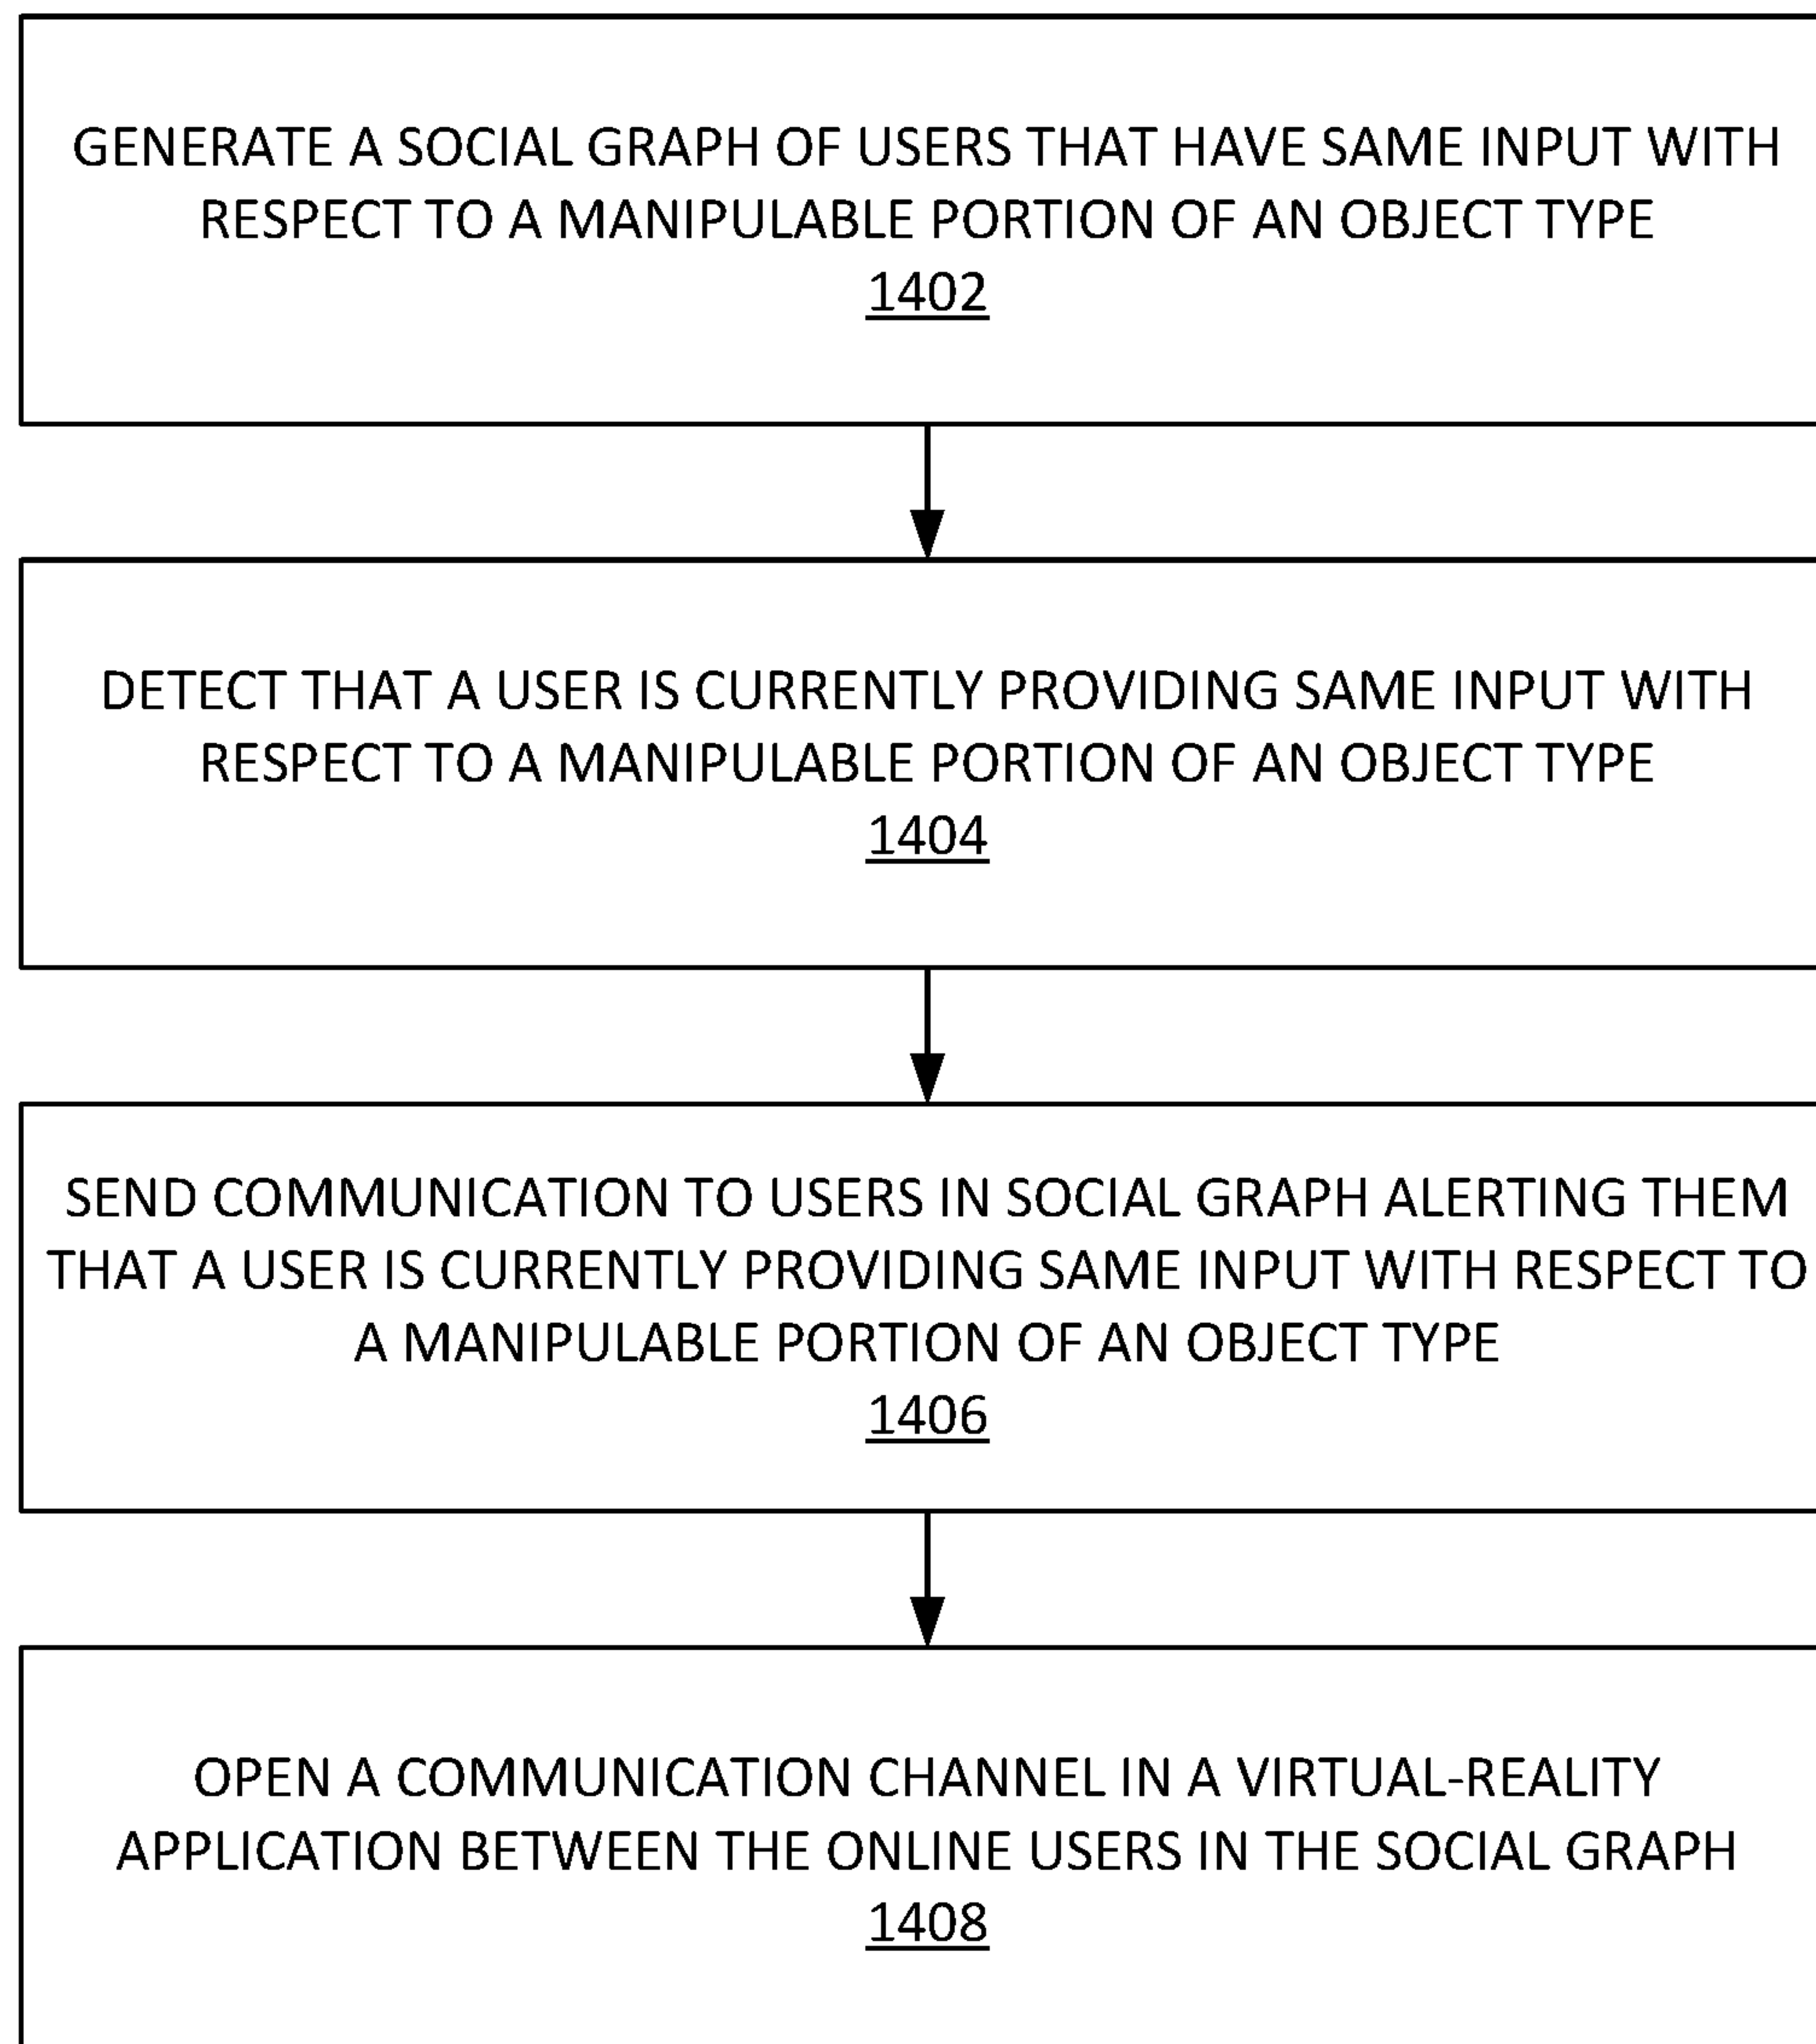 GENERATE A SOCIAL GRAPH OF USERS THAT HAVE SAME INPUT WITH
RESPECT TO A MANIPULABLE PORTION OF AN OBJECT TYPE
1402
DETECT THAT A USER IS CURRENTLY PROVIDING SAME INPUT WITH
RESPECT TO A MANIPULABLE PORTION OF AN OBJECT TYPE
1404
SEND COMMUNICATION TO USERS IN SOCIAL GRAPH ALERTING THEM
THAT A USER IS CURRENTLY PROVIDING SAME INPUT WITH RESPECT TO
A MANIPULABLE PORTION OF AN OBJECT TYPE
1406
OPEN A COMMUNICATION CHANNEL IN A VIRTUAL-REALITY
APPLICATION BETWEEN THE ONLINE USERS IN THE SOCIAL GRAPH
1408